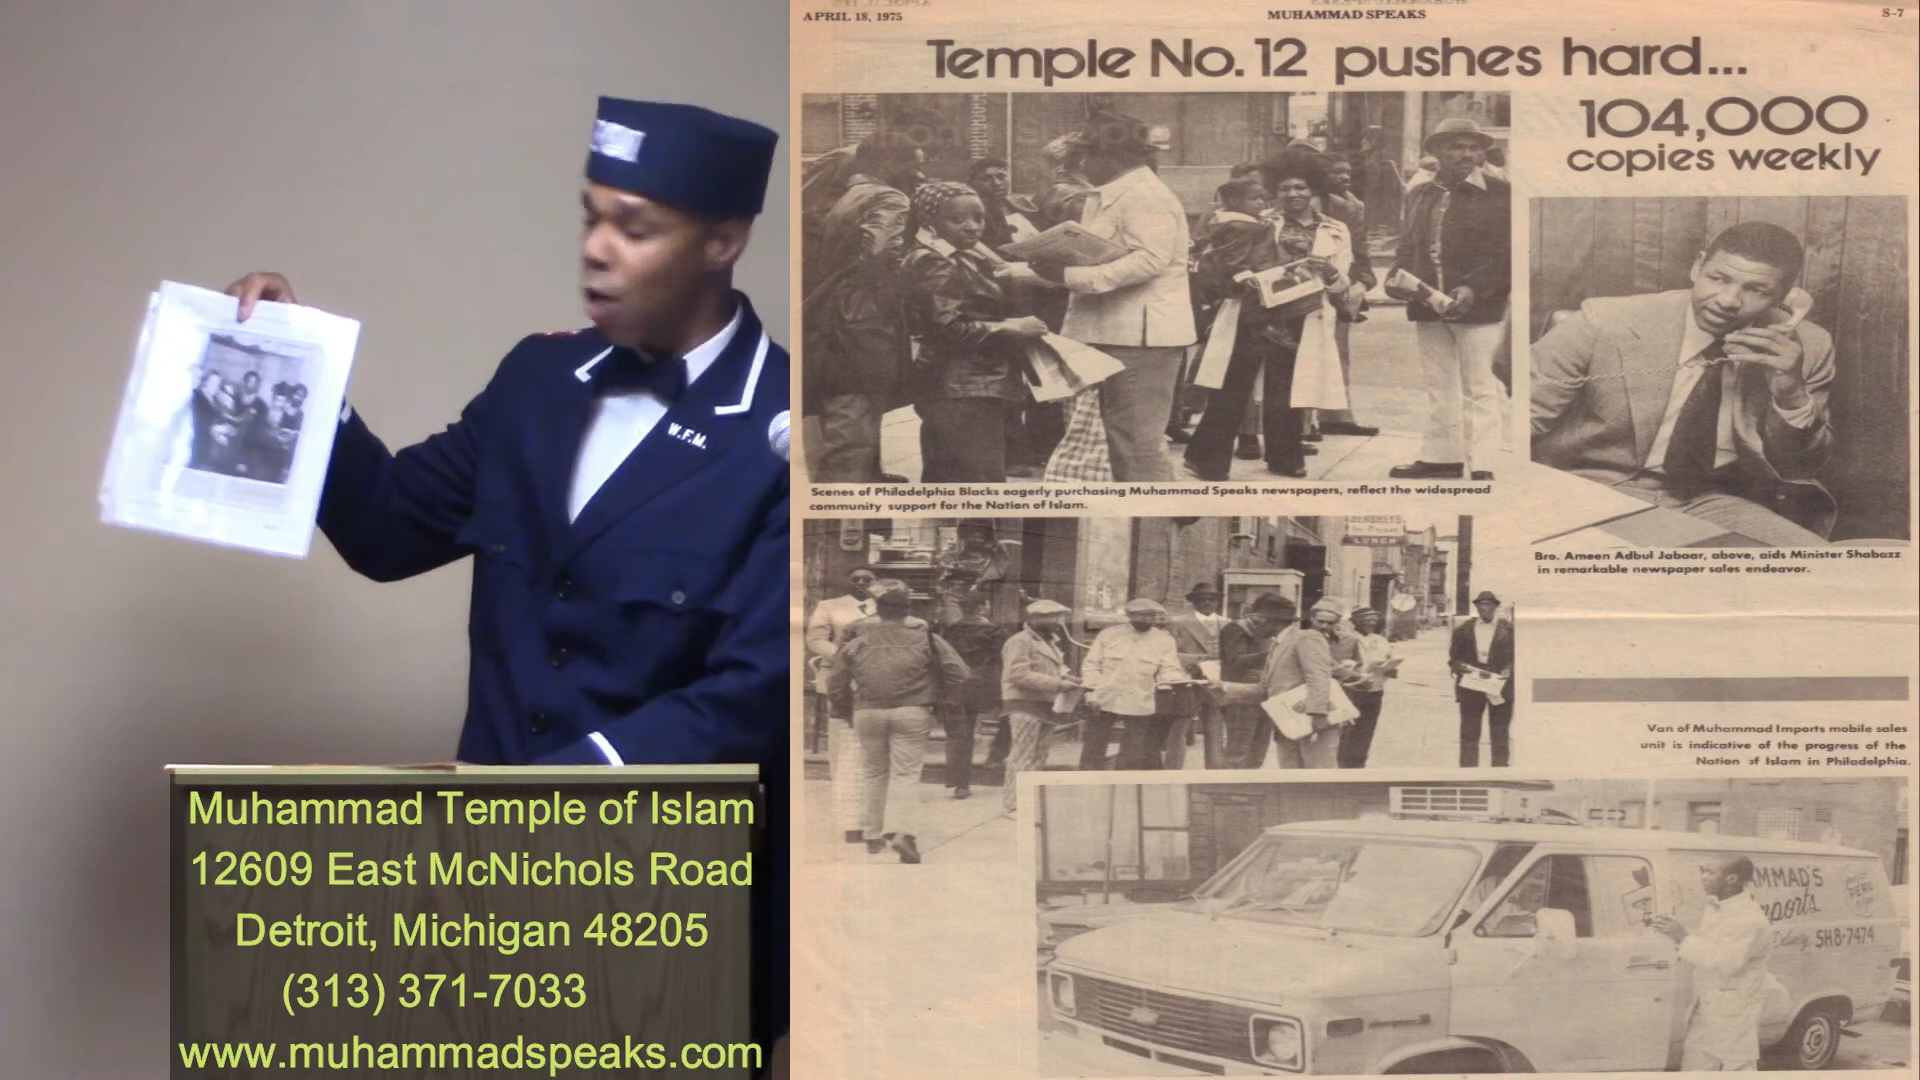 W.F.M.
Muhammad Temple of Islam
12609 East McNichols Road
Detroit, Michigan 48205
(313) 371-7033
www.muhammadspeaks.com
APRIL 18, 1975
MUHAMMAD SPEAKS
S-7
Temple No. 12 pushes hard...
104,000
copies weekly
Scenes of Philadelphia Blacks eagerly purchasing Muhammad Speaks newspapers, reflect the widespread
community support for the Nation of Islam.
Bro. Ameen Adbul Jabaar, above, aids Minister Shabazz
in remarkable newspaper sales endeavor.
LUNCH
Van of Muhammad Imports mobile sales
unit is indicative of the progress of the
Nation of Islam in Philadelphia.
AMMAD'S
mports
Delivery SH8-7474